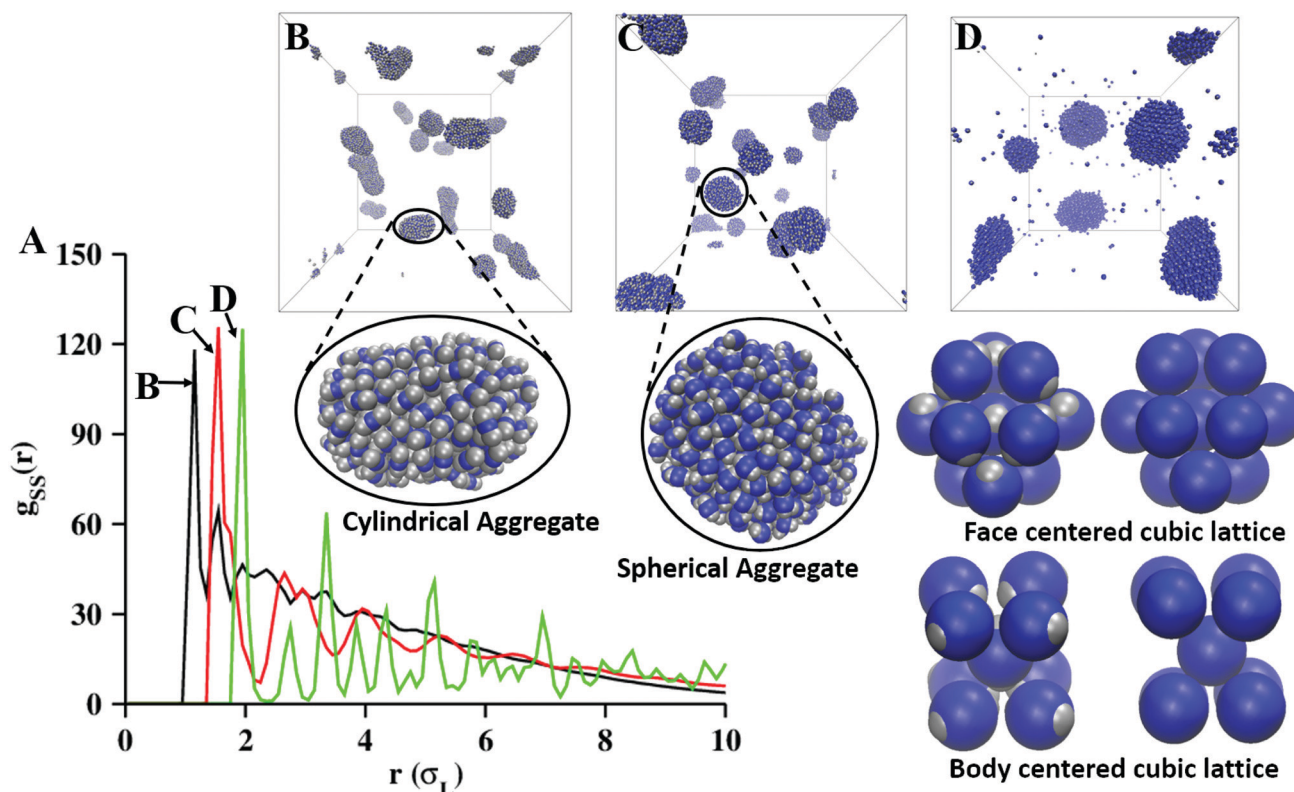 B
C
D
A
150
120
90
60
30
0
g_SS(r)
B
C
D
0
2
4
6
8
10
r (σ_L)
Cylindrical Aggregate
Spherical Aggregate
Face centered cubic lattice
Body centered cubic lattice